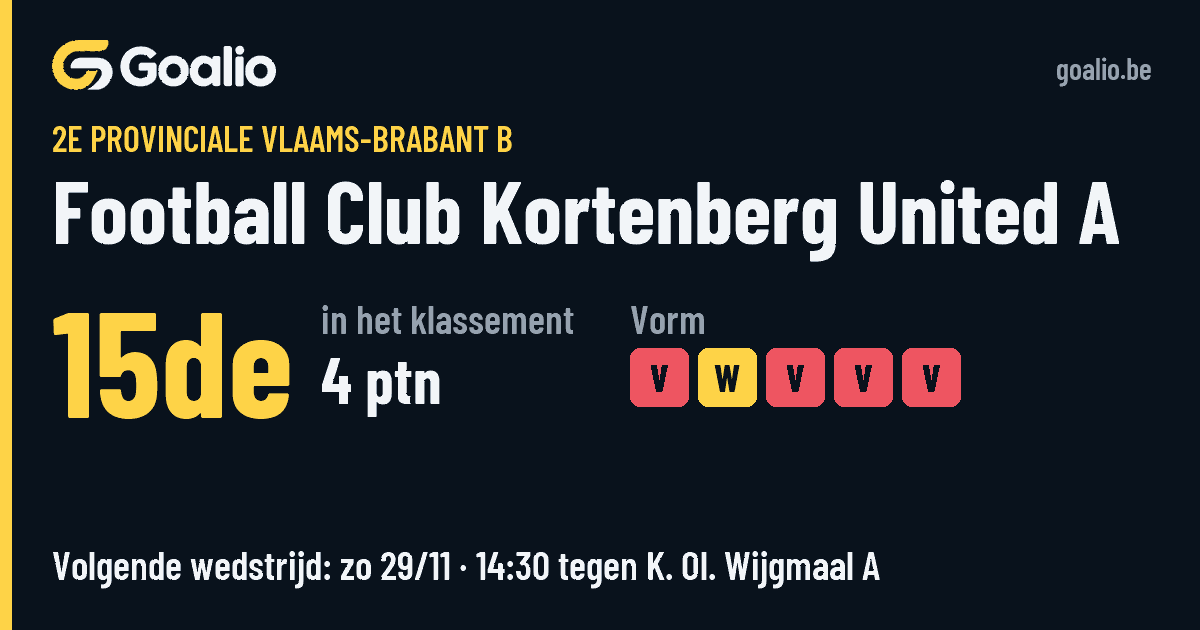 Goalio
goalio.be
2E PROVINCIALE VLAAMS-BRABANT B
Football Club Kortenberg United A
15de
in het klassement
4 ptn
Vorm
V W V V V
Volgende wedstrijd: zo 29/11 · 14:30 tegen K. Ol. Wijgmaal A